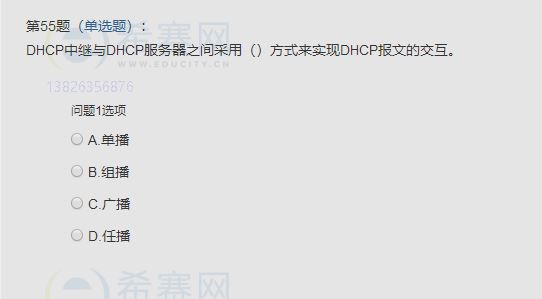 第55题（单选题）：
DHCP中继与DHCP服务器之间采用（）方式来实现DHCP报文的交互。
希赛网
WWW.EDUCITY.CN
13826356876
问题1选项
A.单播
B.组播
C.广播
D.任播
希赛网